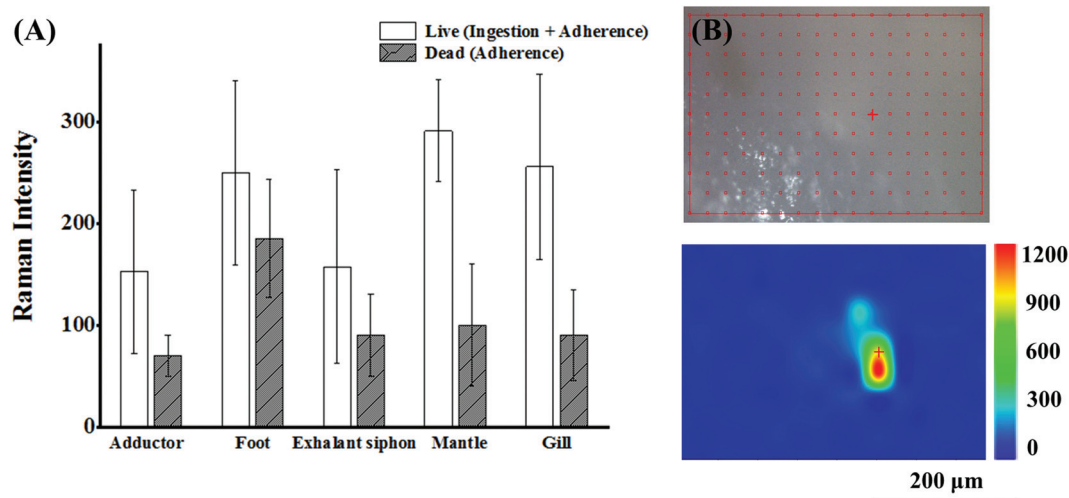 (A)
Live (Ingestion + Adherence)
Dead (Adherence)
Raman Intensity
300
200
100
0
Adductor Foot Exhalant siphon Mantle Gill
(B)
1200
900
600
300
0
200 μm